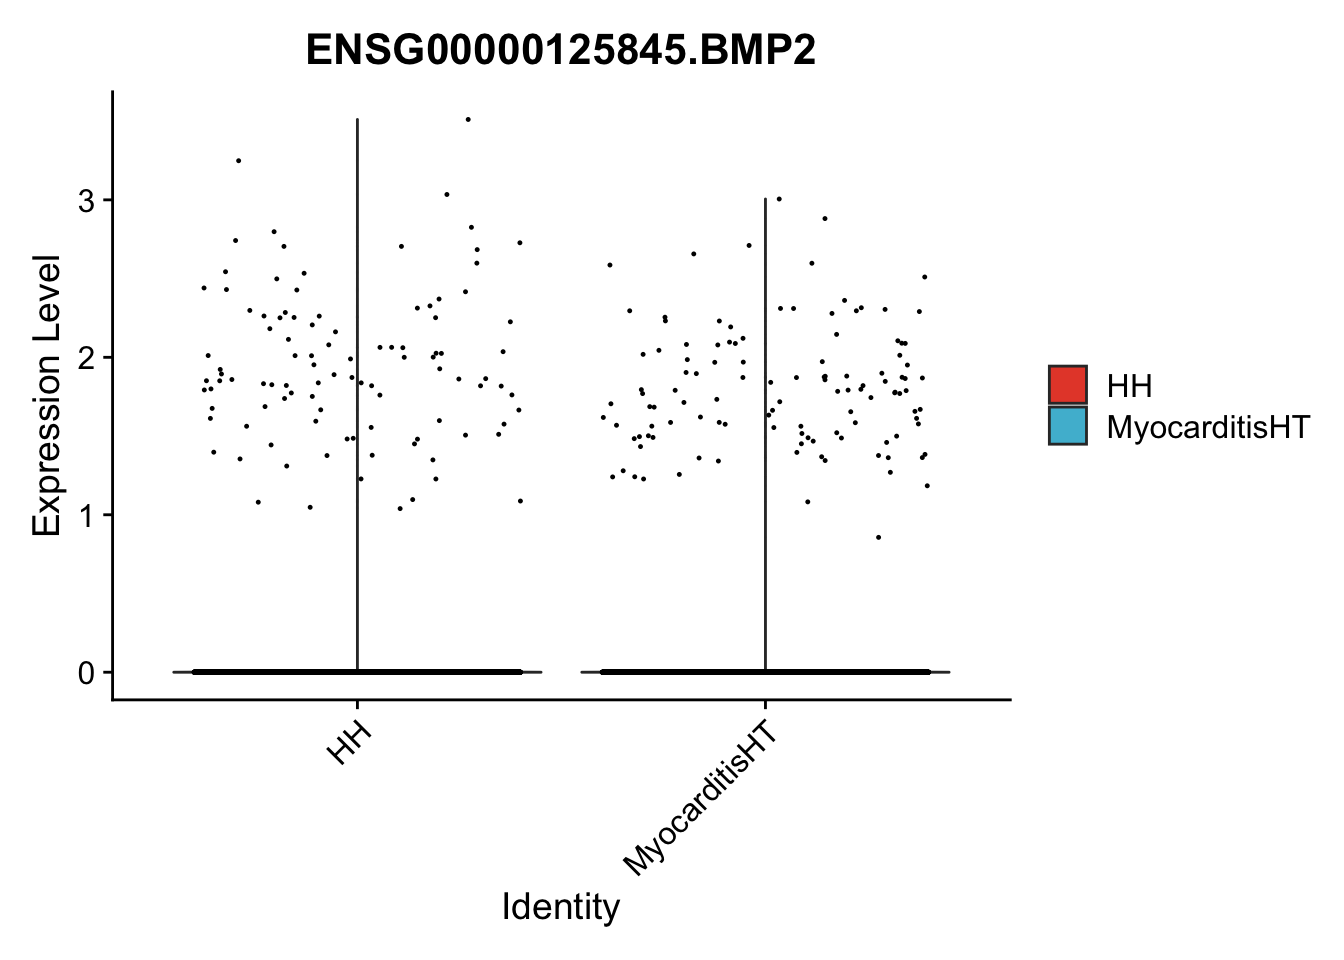 ENSG00000125845.BMP2
Expression Level
3
2
1
0
HH
MyocarditisHT
Identity
HH
MyocarditisHT